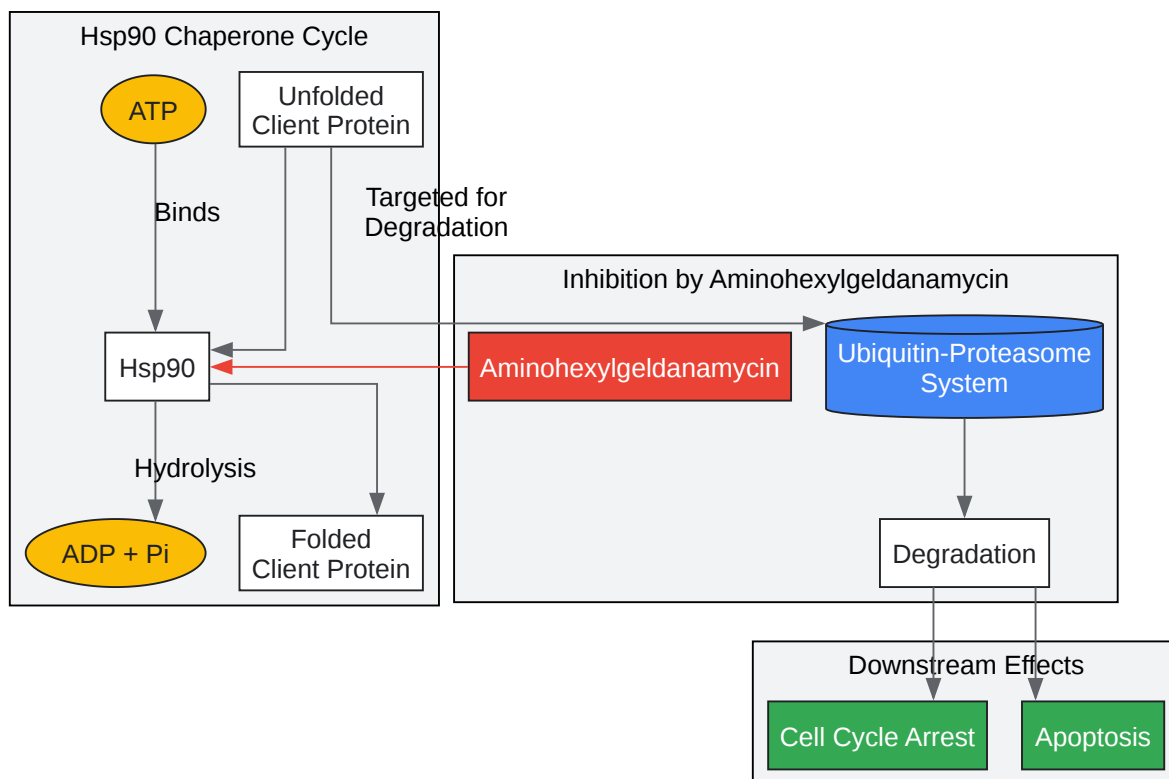 Hsp90 Chaperone Cycle
ATP
Unfolded
Client Protein
Binds
Targeted for
Degradation
Inhibition by Aminohexylgeldanamycin
Hsp90
Aminohexylgeldanamycin
Ubiquitin-Proteasome
System
Hydrolysis
ADP + Pi
Folded
Client Protein
Degradation
Downstream Effects
Cell Cycle Arrest
Apoptosis